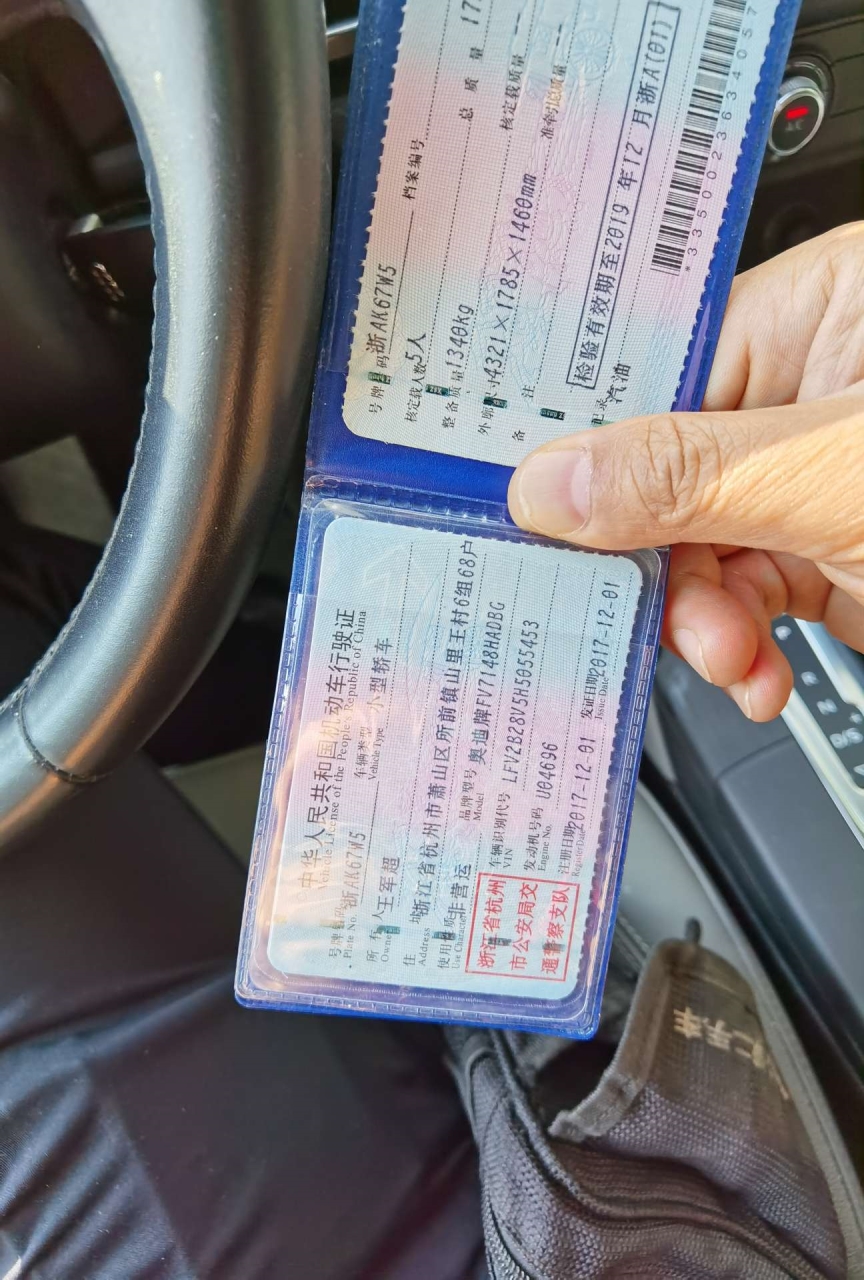 中华人民共和国机动车行驶证
Vehicle License of the People's Republic of China
号牌号码 浙AK67W5 车辆类型 小型轿车
Plate No. Vehicle Type
所有人 王军超
Owner
住 址 浙江省杭州市萧山区所前镇山里王村6组68户
Address
使用性质 非营运 品牌型号 奥迪牌FV7148HADBG
Use Character Model
浙江省杭州
市公安局交
通警察支队
车辆识别代号 LFV2B28V5H5055453
VIN
发动机号码 U04696
Engine No.
注册日期 2017-12-01 发证日期 2017-12-01
Register Date Issue Date
号牌号码 浙AK67W5 档案编号
核定载人数 5人 总质量 17
整备质量 1340kg 核定载质量
外廓尺寸 4321×1785×1460mm 准牵引总质量
备 注
检验有效期至2019年12月浙A(01)
记录 汽油
*3350023634057
A/C
R
N
D/S